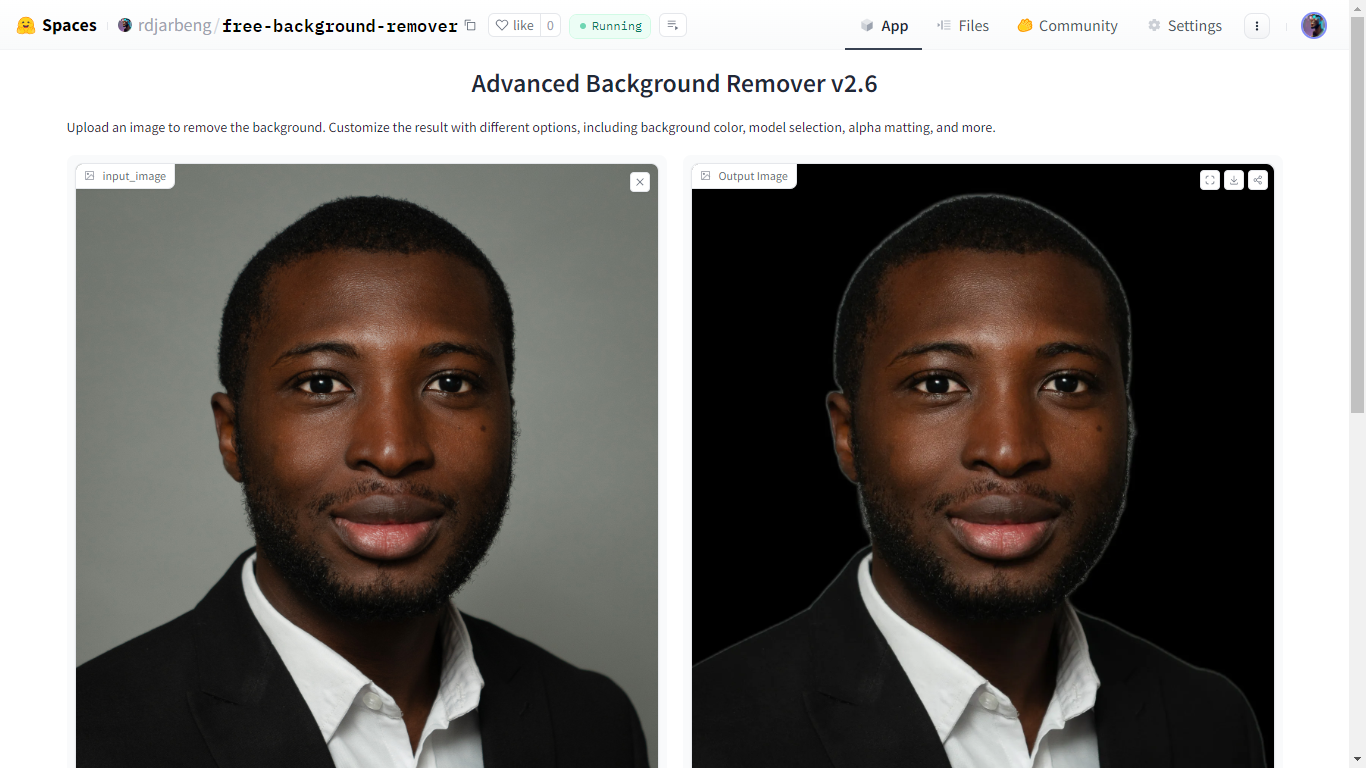 Spaces rdjarbeng/free-background-remover like 0 Running App Files Community Settings
Advanced Background Remover v2.6
Upload an image to remove the background. Customize the result with different options, including background color, model selection, alpha matting, and more.
input_image Output Image